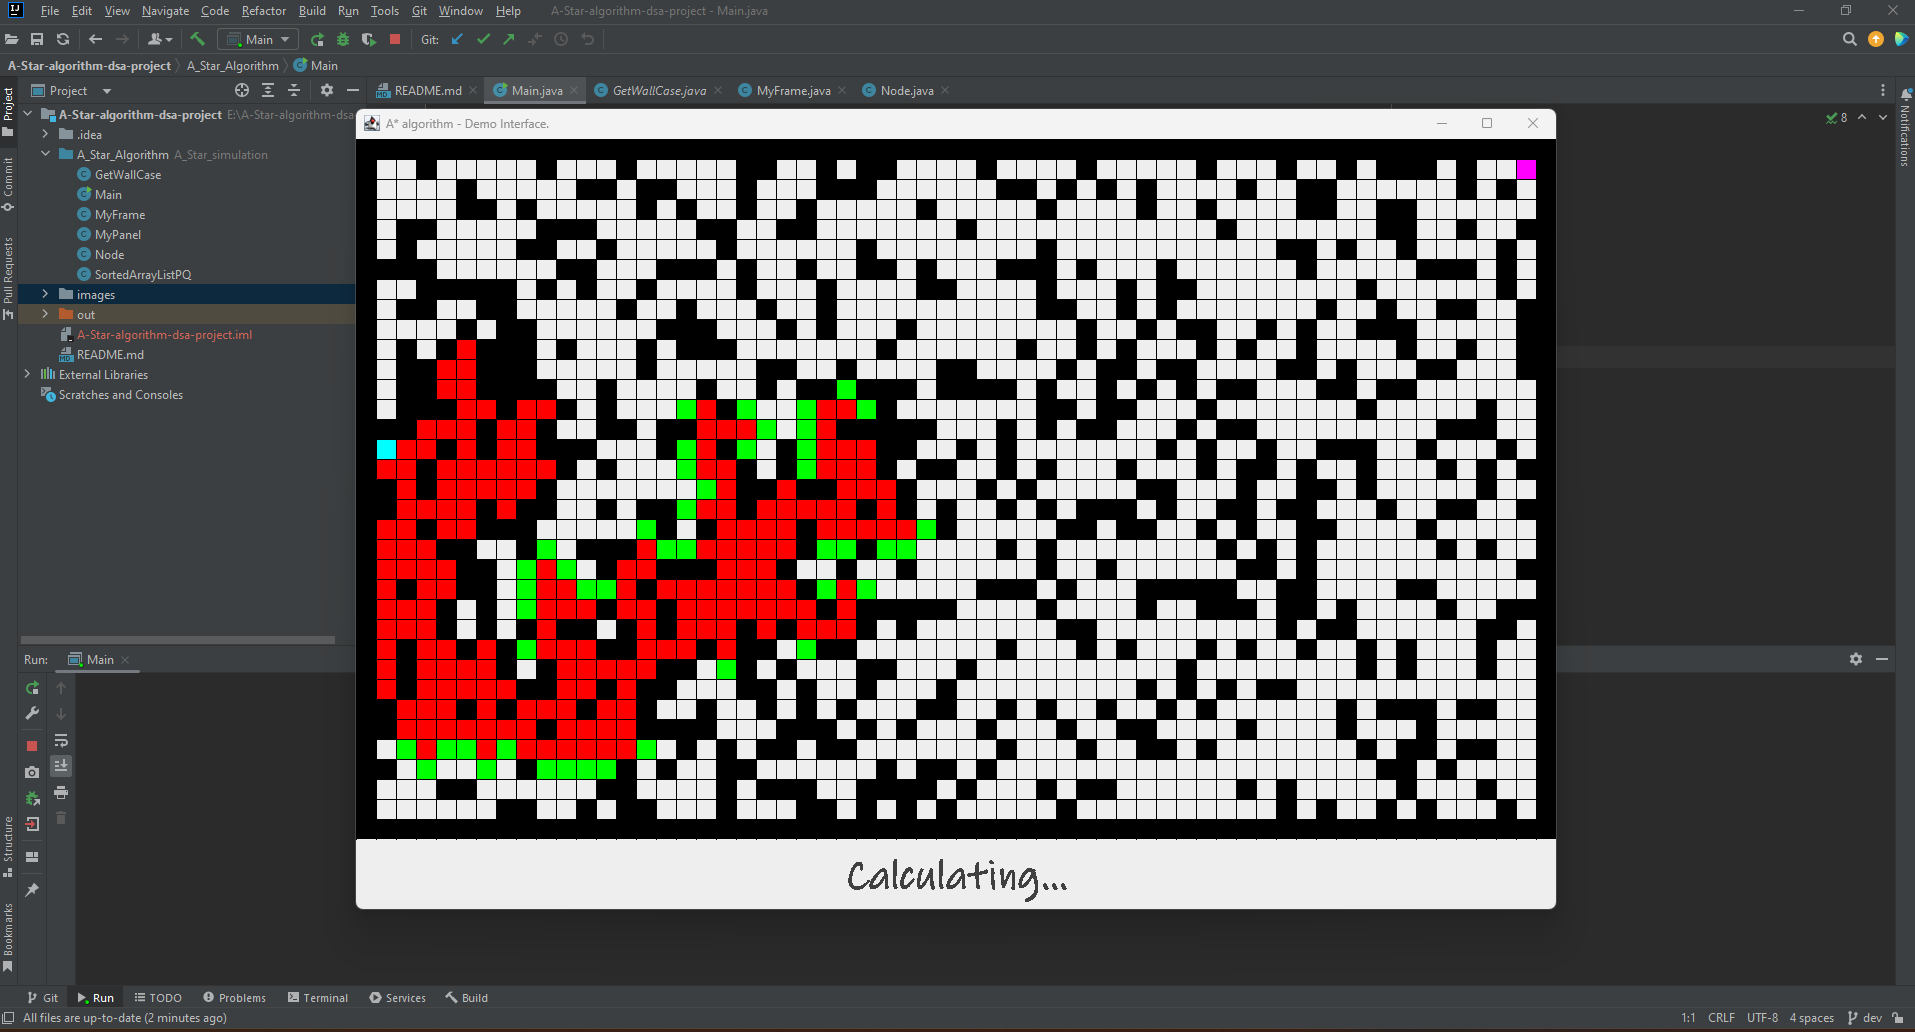 File Edit View Navigate Code Refactor Build Run Tools Git Window Help A-Star-algorithm-dsa-project - Main.java
Main Git:
A-Star-algorithm-dsa-project A_Star_Algorithm Main
Project README.md Main.java GetWallCase.java MyFrame.java Node.java
A-Star-algorithm-dsa-project E:\A-Star-algorithm-dsa-
.idea
A_Star_Algorithm A_Star_simulation
GetWallCase
Main
MyFrame
MyPanel
Node
SortedArrayListPQ
images
out
A-Star-algorithm-dsa-project.iml
README.md
External Libraries
Scratches and Consoles
Project
Commit
Pull Requests
Structure
Bookmarks
Notifications
8
A* algorithm - Demo Interface.
Calculating...
Run: Main
Git Run TODO Problems Terminal Services Build
All files are up-to-date (2 minutes ago) 1:1 CRLF UTF-8 4 spaces dev